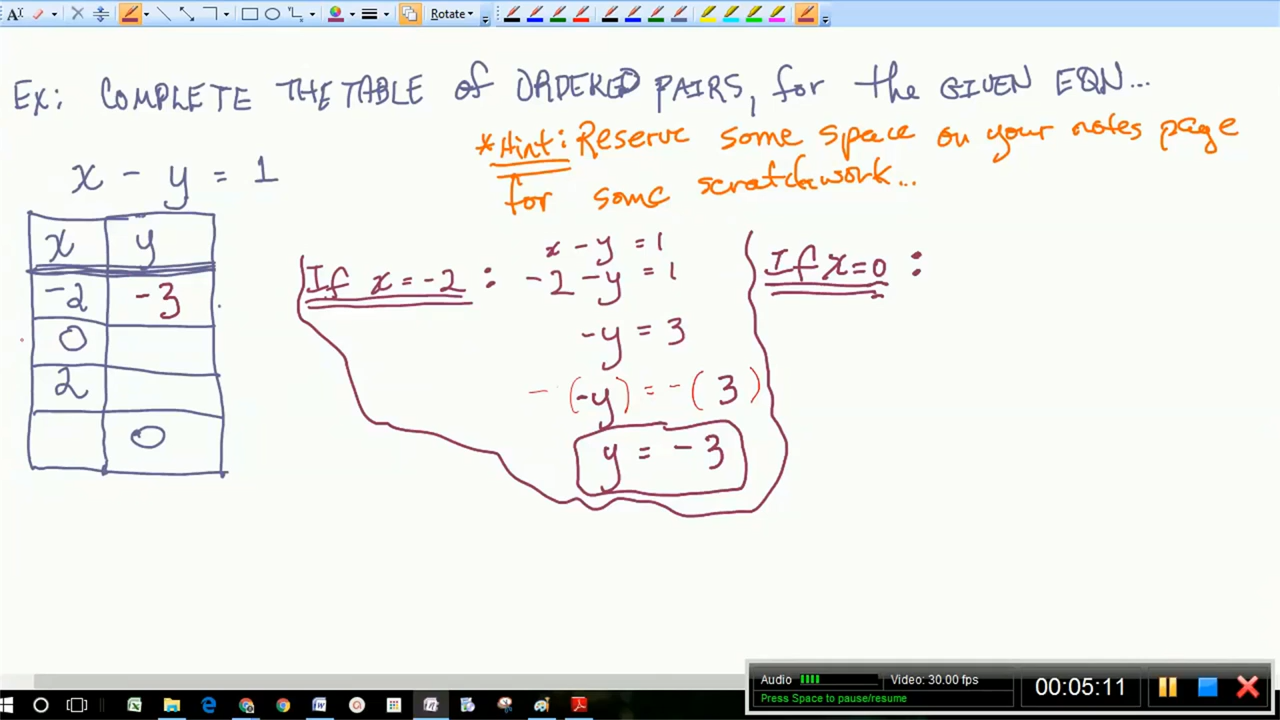 A
Rotate
Ex: COMPLETE THE TABLE of ORDERED PAIRS, for the GIVEN EQN...
*Hint: Reserve some space on your notes page
for some scratchwork...
x - y = 1
x y
-2 -3
0
2
0
If x = -2 :
x - y = 1
-2 - y = 1
-y = 3
- (-y) = - (3)
y = -3
If x=0 :
Audio
Video: 30.00 fps
Press Space to pause/resume
00:05:11